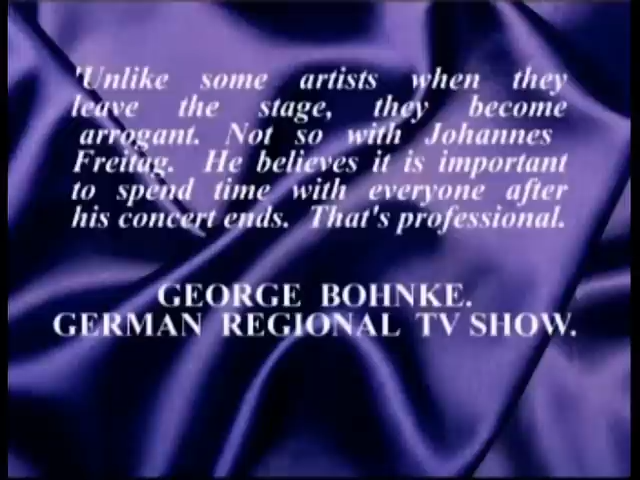 'Unlike some artists when they
leave the stage, they become
arrogant. Not so with Johannes
Freitag. He believes it is important
to spend time with everyone after
his concert ends. That's professional.
GEORGE BOHNKE.
GERMAN REGIONAL TV SHOW.